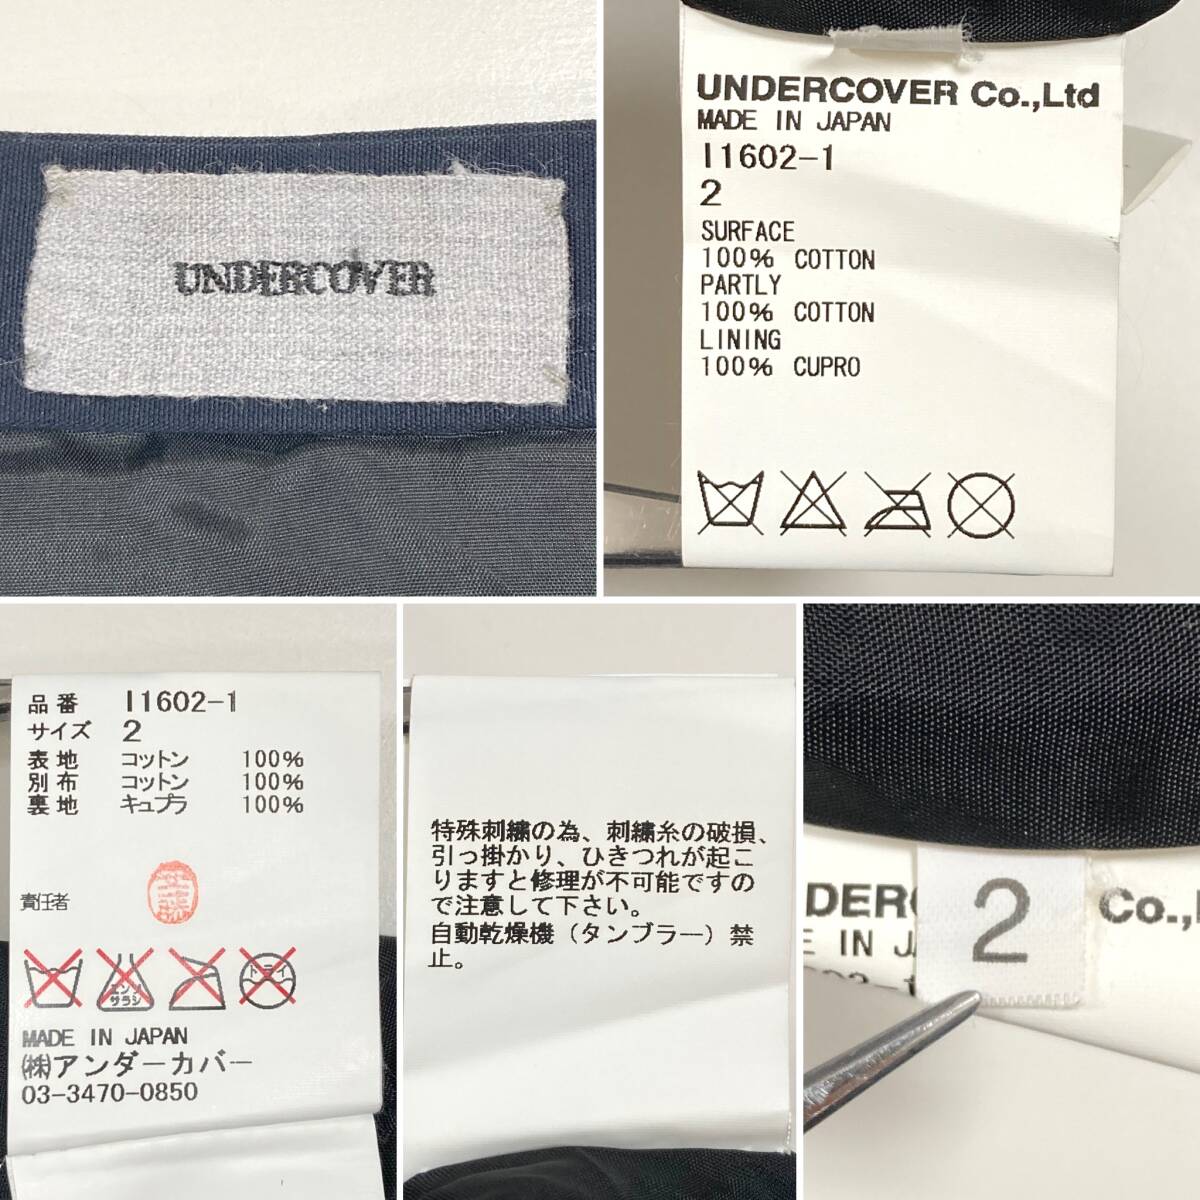 UNDERCOVER
UNDERCOVER Co.,Ltd
MADE IN JAPAN
I1602-1
2
SURFACE
100% COTTON
PARTLY
100% COTTON
LINING
100% CUPRO
品番 I1602-1
サイズ 2
表地 コットン 100%
別布 コットン 100%
裏地 キュプラ 100%
責任者
エンソ
サラシ
ドライ
MADE IN JAPAN
㈱アンダーカバー
03-3470-0850
特殊刺繍の為、刺繍糸の破損、
引っ掛かり、ひきつれが起こ
りますと修理が不可能ですの
で注意して下さい。
自動乾燥機（タンブラー）禁
止。
DER
Co.,
E IN JA
2